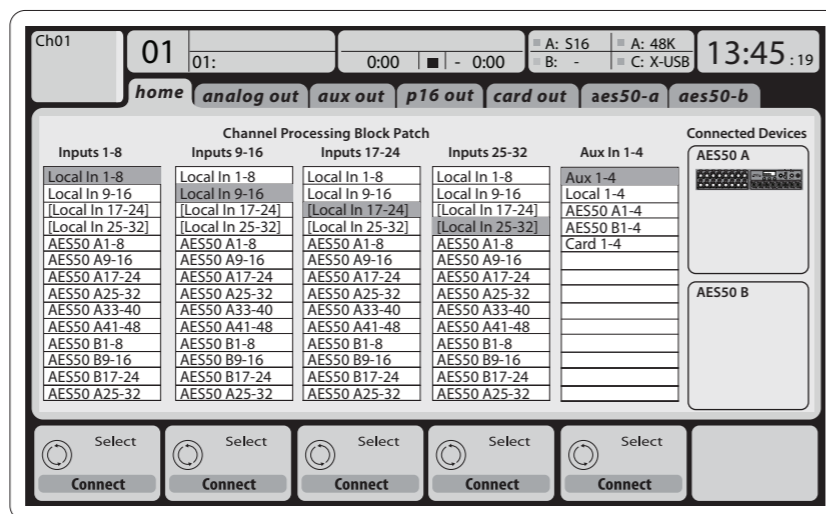 Ch01
01
01:
0:00 - 0:00
A: S16 A: 48K
B: - C: X-USB
13:45:19
home analog out aux out p16 out card out aes50-a aes50-b
Channel Processing Block Patch
Connected Devices
Inputs 1-8 Inputs 9-16 Inputs 17-24 Inputs 25-32 Aux In 1-4
AES50 A
Local In 1-8 Local In 1-8 Local In 1-8 Local In 1-8 Aux 1-4
Local In 9-16 Local In 9-16 Local In 9-16 Local In 9-16 Local 1-4
[Local In 17-24] [Local In 17-24] [Local In 17-24] [Local In 17-24] AES50 A1-4
[Local In 25-32] [Local In 25-32] [Local In 25-32] [Local In 25-32] AES50 B1-4
AES50 A1-8 AES50 A1-8 AES50 A1-8 AES50 A1-8 Card 1-4
AES50 A9-16 AES50 A9-16 AES50 A9-16 AES50 A9-16
AES50 A17-24 AES50 A17-24 AES50 A17-24 AES50 A17-24
AES50 A25-32 AES50 A25-32 AES50 A25-32 AES50 A25-32
AES50 B
AES50 A33-40 AES50 A33-40 AES50 A33-40 AES50 A33-40
AES50 A41-48 AES50 A41-48 AES50 A41-48 AES50 A41-48
AES50 B1-8 AES50 B1-8 AES50 B1-8 AES50 B1-8
AES50 B9-16 AES50 B9-16 AES50 B9-16 AES50 B9-16
AES50 B17-24 AES50 B17-24 AES50 B17-24 AES50 B17-24
AES50 A25-32 AES50 A25-32 AES50 A25-32 AES50 A25-32
Select Select Select Select Select
Connect Connect Connect Connect Connect